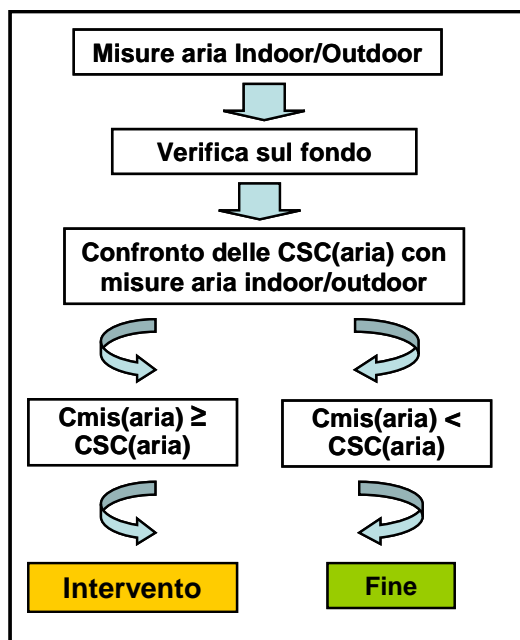 Misure aria Indoor/Outdoor
Verifica sul fondo
Confronto delle CSC(aria) con
misure aria indoor/outdoor
Cmis(aria) ≥
CSC(aria)
Cmis(aria) <
CSC(aria)
Intervento
Fine